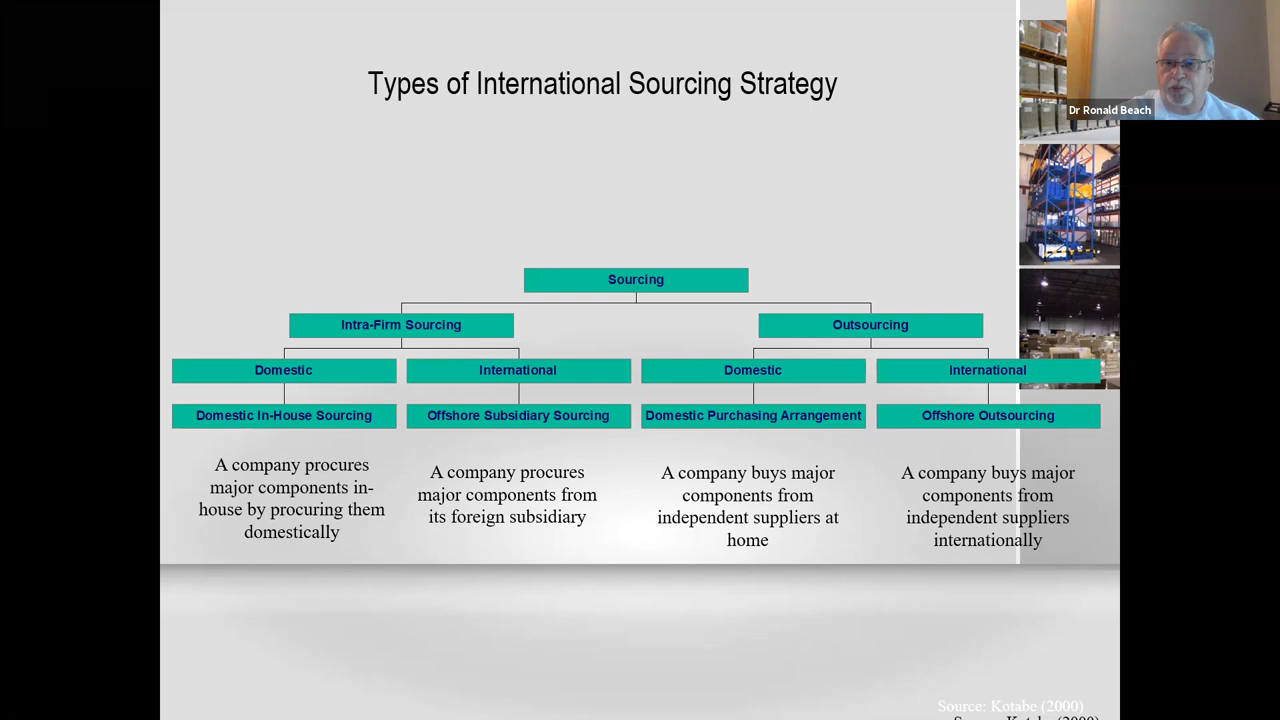 Types of International Sourcing Strategy
Dr Ronald Beach
Sourcing
Intra-Firm Sourcing
Outsourcing
Domestic
International
Domestic
International
Domestic In-House Sourcing
Offshore Subsidiary Sourcing
Domestic Purchasing Arrangement
Offshore Outsourcing
A company procures
major components in-
house by procuring them
domestically
A company procures
major components from
its foreign subsidiary
A company buys major
components from
independent suppliers at
home
A company buys major
components from
independent suppliers
internationally
Source: Kotabe (2000)
Source: Kotabe (2000)